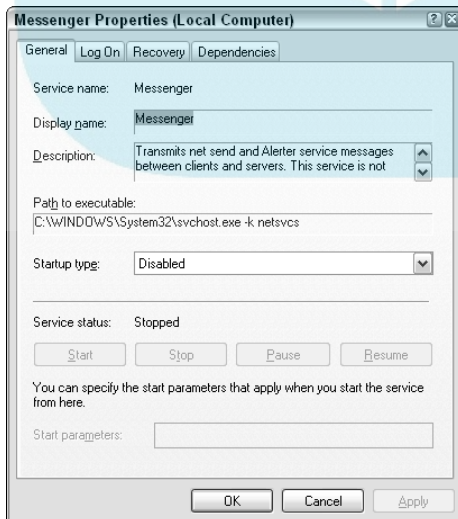 Messenger Properties (Local Computer)
General Log On Recovery Dependencies
Service name: Messenger
Display name: Messenger
Description: Transmits net send and Alerter service messages
between clients and servers. This service is not
Path to executable:
C:\WINDOWS\System32\svchost.exe -k netsvcs
Startup type: Disabled
Service status: Stopped
Start Stop Pause Resume
You can specify the start parameters that apply when you start the service
from here.
Start parameters:
OK Cancel Apply